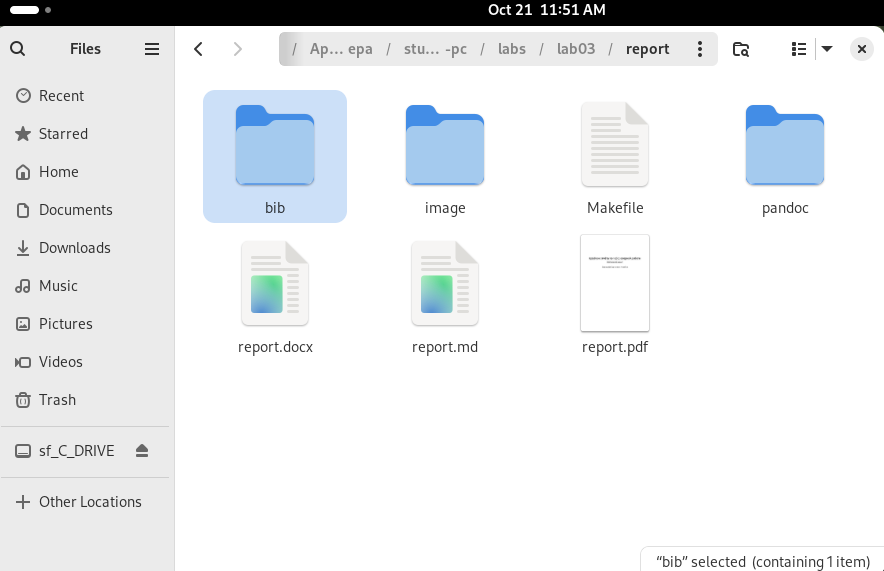 Oct 21 11:51 AM
Files
/ Ap… epa / stu… -pc / labs / lab03 / report
Recent
Starred
Home
Documents
Downloads
Music
Pictures
Videos
Trash
sf_C_DRIVE
Other Locations
bib
image
Makefile
pandoc
report.docx
report.md
report.pdf
“bib” selected (containing 1 item)